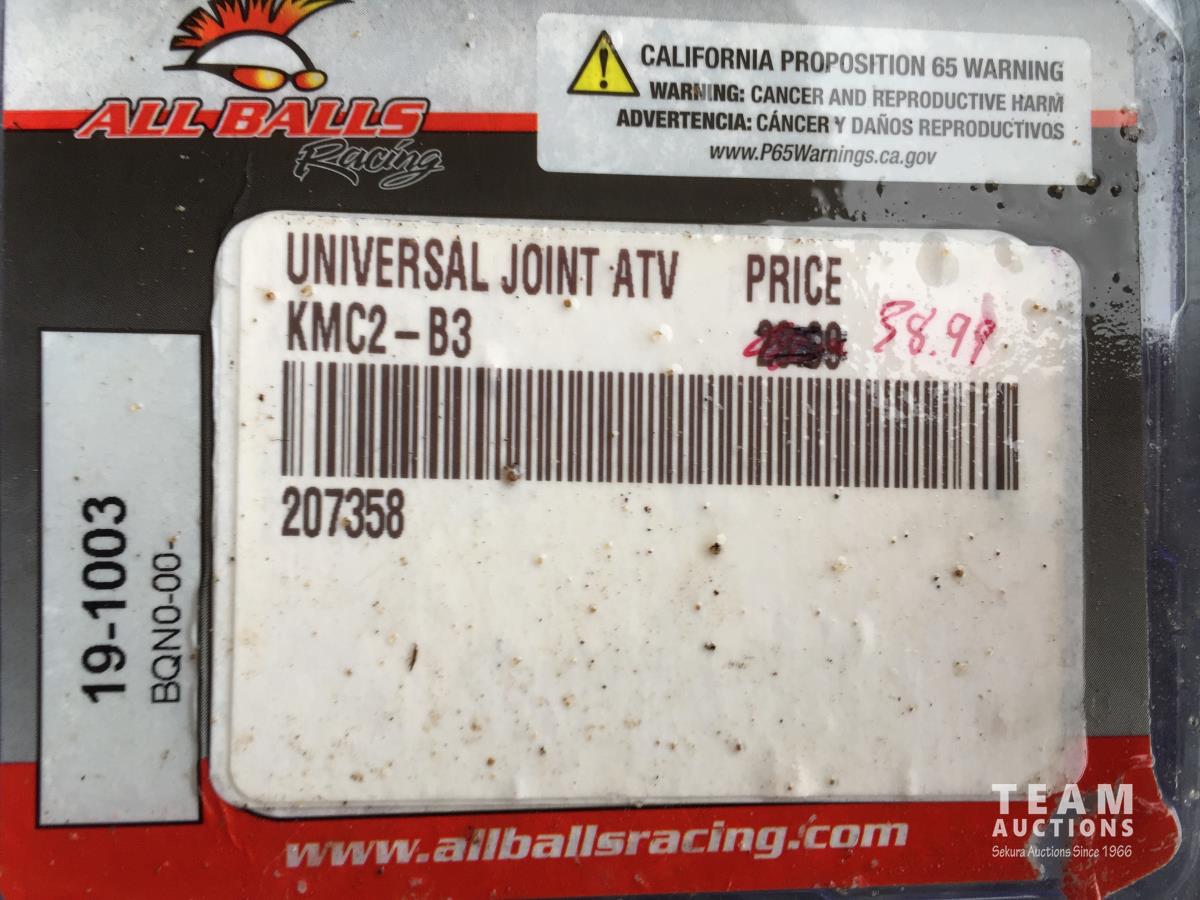 ALL BALLS
Racing
CALIFORNIA PROPOSITION 65 WARNING
WARNING: CANCER AND REPRODUCTIVE HARM
ADVERTENCIA: CÁNCER Y DAÑOS REPRODUCTIVOS
www.P65Warnings.ca.gov
UNIVERSAL JOINT ATV PRICE
KMC2-B3 38.99
207358
19-1003
BQN0-00-
www.allballsracing.com
TEAM
AUCTIONS
Sekura Auctions Since 1966